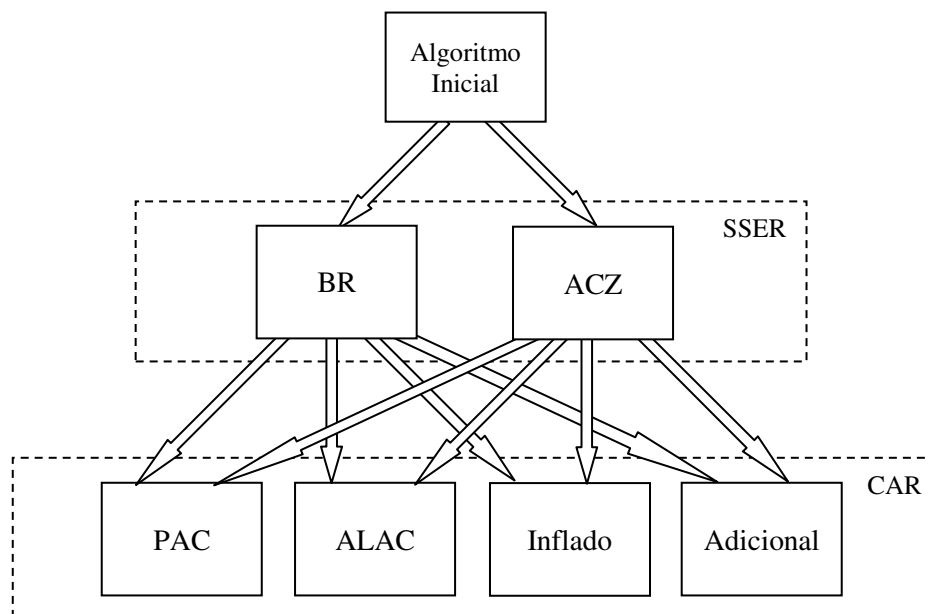 Algoritmo
Inicial
SSER
BR
ACZ
CAR
PAC
ALAC
Inflado
Adicional